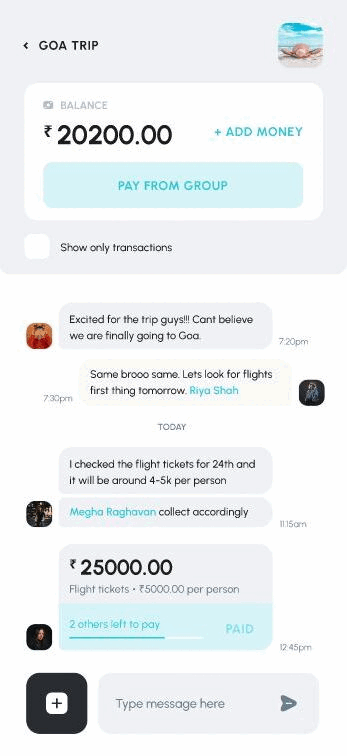 GOA TRIP
BALANCE
₹ 20200.00
+ ADD MONEY
PAY FROM GROUP
Show only transactions
Excited for the trip guys!!! Cant believe
we are finally going to Goa.
7:20pm
Same brooo same. Lets look for flights
first thing tomorrow. Riya Shah
7:30pm
TODAY
I checked the flight tickets for 24th and
it will be around 4-5k per person
Megha Raghavan collect accordingly
11:15am
₹ 25000.00
Flight tickets • ₹5000.00 per person
2 others left to pay
PAID
12:45pm
Type message here